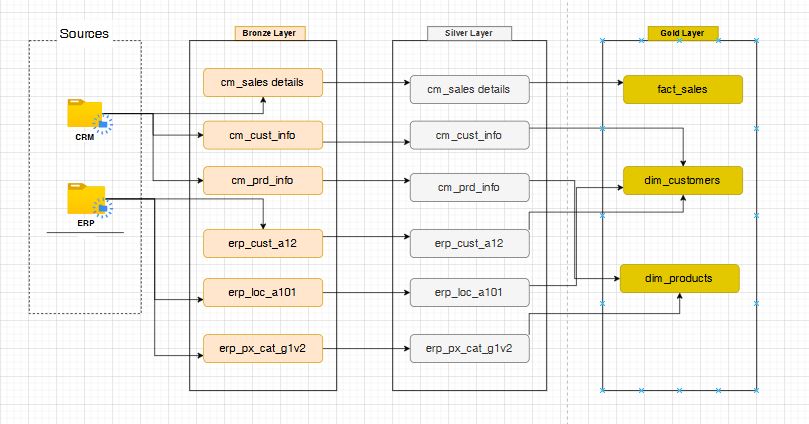 Sources
Bronze Layer
Silver Layer
Gold Layer
cm_sales details
cm_sales details
fact_sales
CRM
cm_cust_info
cm_cust_info
cm_prd_info
cm_prd_info
dim_customers
ERP
erp_cust_a12
erp_cust_a12
dim_products
erp_loc_a101
erp_loc_a101
erp_px_cat_g1v2
erp_px_cat_g1v2